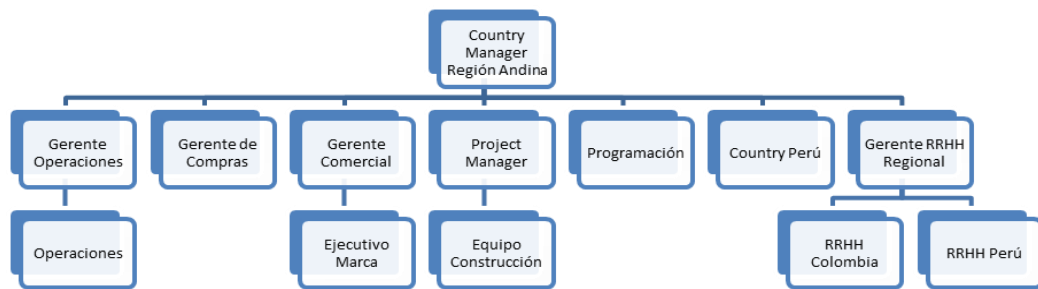 Country
Manager
Región Andina
Gerente
Operaciones
Gerente de
Compras
Gerente
Comercial
Project
Manager
Programación
Country Perú
Gerente RRHH
Regional
Operaciones
Ejecutivo
Marca
Equipo
Construcción
RRHH
Colombia
RRHH Perú